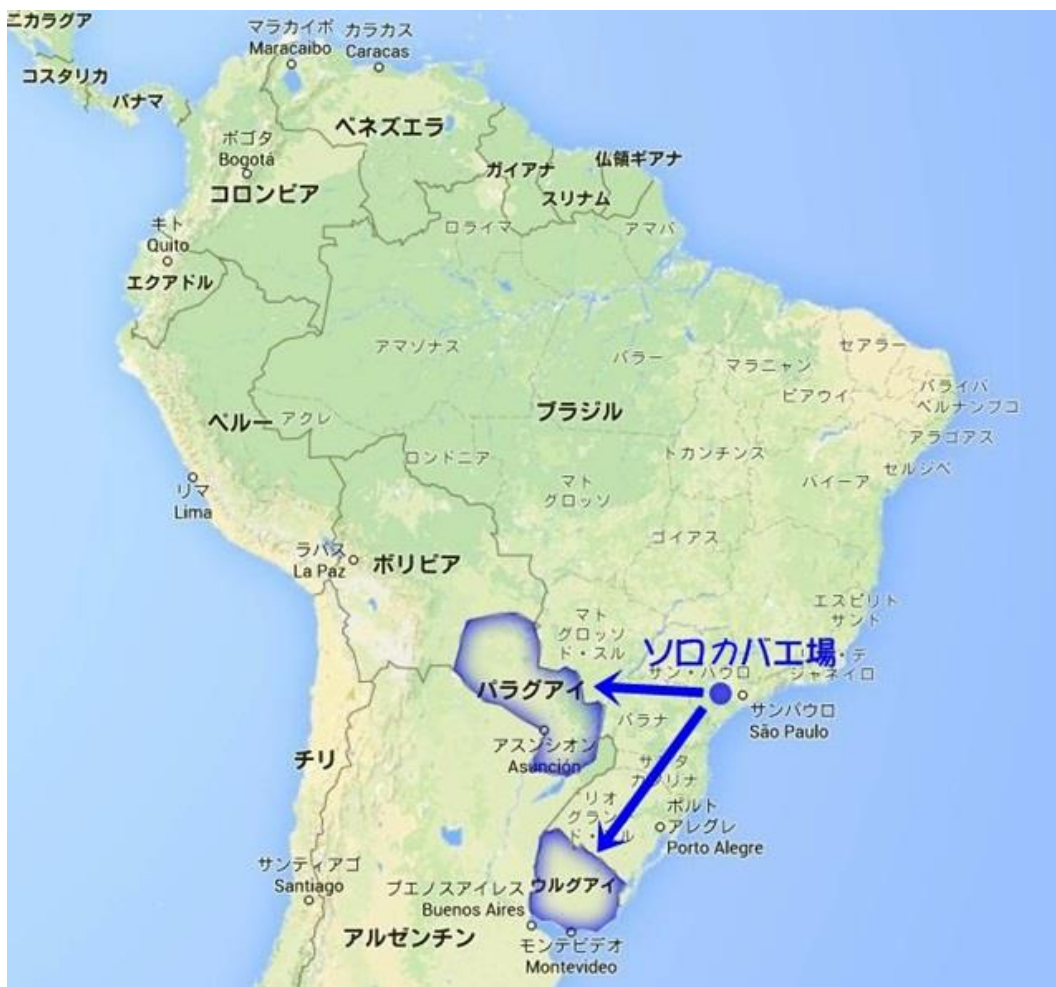 ニカラグア
マラカイボ
Maracaibo
カラカス
Caracas
コスタリカ
パナマ
ベネズエラ
ボゴタ
Bogotá
コロンビア
ガイアナ
仏領ギアナ
スリナム
ロライマ
アマパ
キト
Quito
エクアドル
アマゾナス
パラー
マラニャン
セアラー
ピアウイ
パライバ
ペルナンブコ
ペルー
アクレ
ブラジル
アラゴアス
ロンドニア
トカンチンス
セルジペ
バイーア
マト
グロッソ
リマ
Lima
ゴイアス
ラパス
La Paz
ボリビア
エスピリト
サント
マト
グロッソ
ド・スル
ソロカバ工場
サン・パウロ
ジャネイロ
パラグアイ
サンパウロ
São Paulo
パラナ
アスンシオン
Asunción
チリ
ポルト
アレグレ
Porto Alegre
サンティアゴ
Santiago
ブエノスアイレス
Buenos Aires
ウルグアイ
アルゼンチン
モンテビデオ
Montevideo